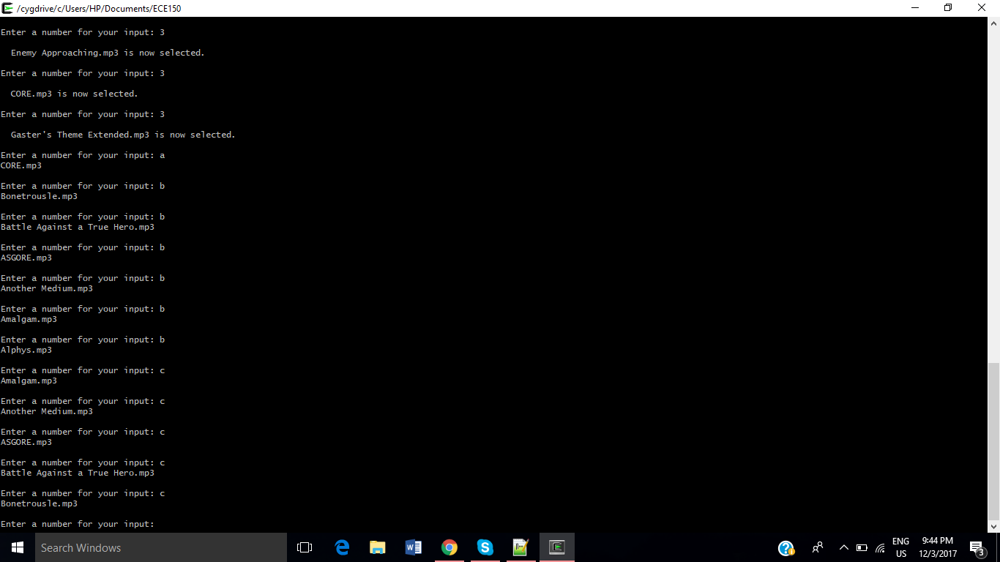 /cygdrive/c/Users/HP/Documents/ECE150
Enter a number for your input: 3
Enemy Approaching.mp3 is now selected.
Enter a number for your input: 3
CORE.mp3 is now selected.
Enter a number for your input: 3
Gaster's Theme Extended.mp3 is now selected.
Enter a number for your input: a
CORE.mp3
Enter a number for your input: b
Bonetrousle.mp3
Enter a number for your input: b
Battle Against a True Hero.mp3
Enter a number for your input: b
ASGORE.mp3
Enter a number for your input: b
Another Medium.mp3
Enter a number for your input: b
Amalgam.mp3
Enter a number for your input: b
Alphys.mp3
Enter a number for your input: c
Amalgam.mp3
Enter a number for your input: c
Another Medium.mp3
Enter a number for your input: c
ASGORE.mp3
Enter a number for your input: c
Battle Against a True Hero.mp3
Enter a number for your input: c
Bonetrousle.mp3
Enter a number for your input:
Search Windows
ENG
US
9:44 PM
12/3/2017
3